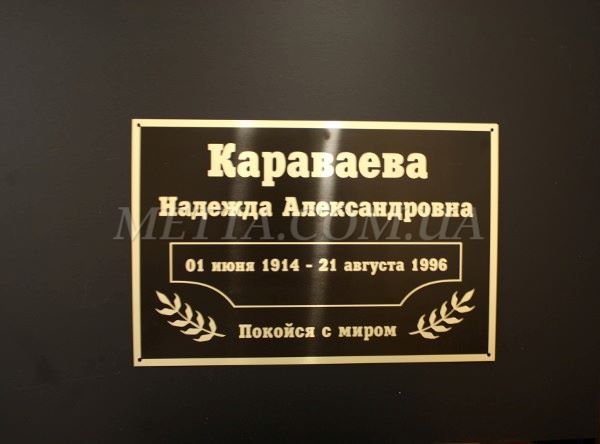 Караваева
Надежда Александровна
METTA.COM.UA
01 июня 1914 - 21 августа 1996
Покойся с миром